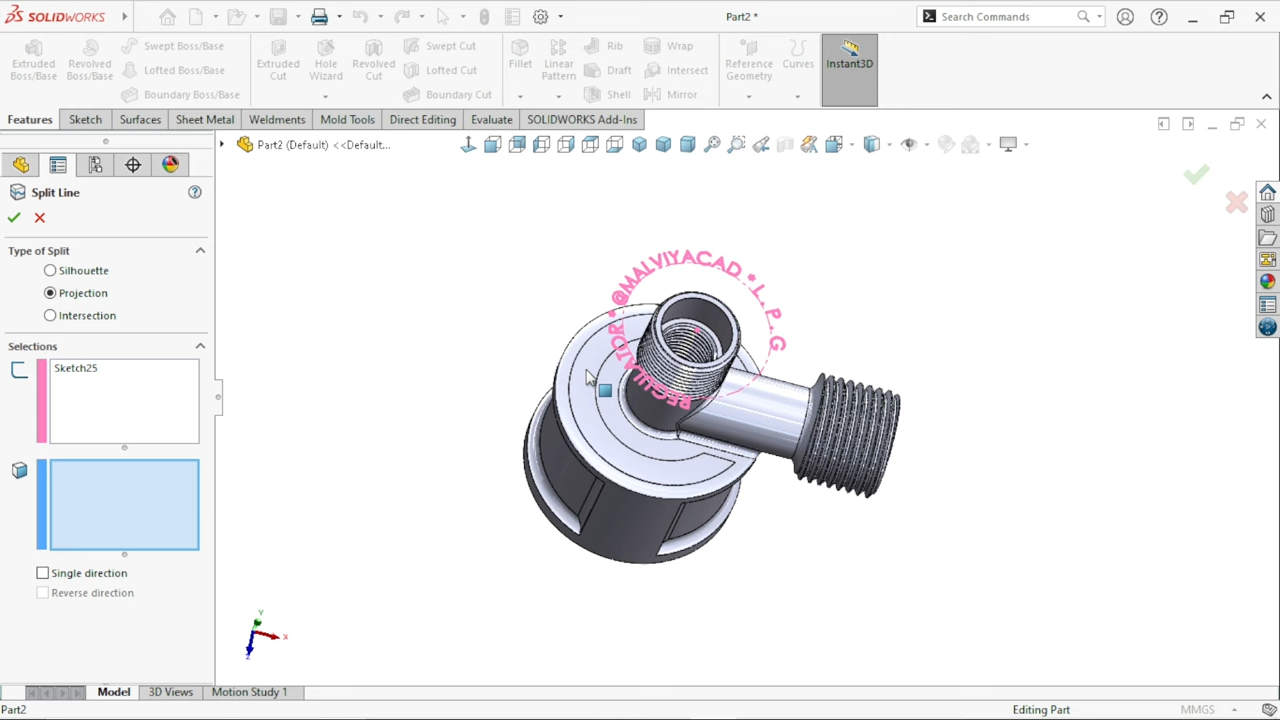 SOLIDWORKS
Part2 *
Search Commands
Extruded Boss/Base
Revolved Boss/Base
Swept Boss/Base
Lofted Boss/Base
Boundary Boss/Base
Extruded Cut
Hole Wizard
Revolved Cut
Swept Cut
Lofted Cut
Boundary Cut
Fillet
Linear Pattern
Rib
Draft
Shell
Wrap
Intersect
Mirror
Reference Geometry
Curves
Instant3D
Features
Sketch
Surfaces
Sheet Metal
Weldments
Mold Tools
Direct Editing
Evaluate
SOLIDWORKS Add-Ins
Part2 (Default) <<Default...
Split Line
Type of Split
Silhouette
Projection
Intersection
Selections
Sketch25
Single direction
Reverse direction
@MALVIYACAD * L . P . G
REGULATOR *
Y
X
Z
Model
3D Views
Motion Study 1
Part2
Editing Part
MMGS